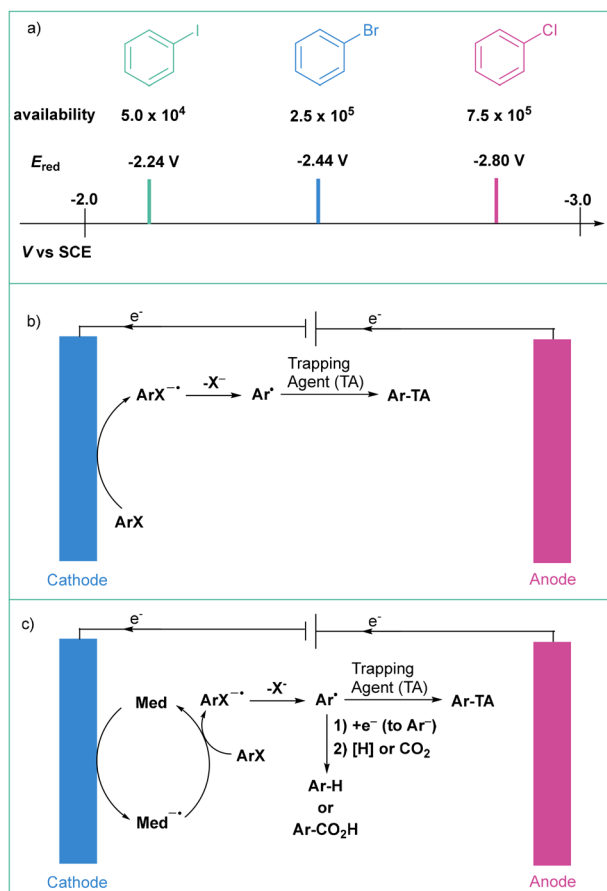 a)
I
Br
Cl
availability 5.0 x 10⁴ 2.5 x 10⁵ 7.5 x 10⁵
E_red -2.24 V -2.44 V -2.80 V
-2.0 -3.0
V vs SCE
b)
e⁻ e⁻
Trapping
Agent (TA)
ArX⁻• -X⁻ Ar• Ar-TA
ArX
Cathode Anode
c)
e⁻ e⁻
Trapping
Agent (TA)
Med ArX⁻• -X⁻ Ar• Ar-TA
1) +e⁻ (to Ar⁻)
ArX 2) [H] or CO₂
Ar-H
or
Med⁻• Ar-CO₂H
Cathode Anode